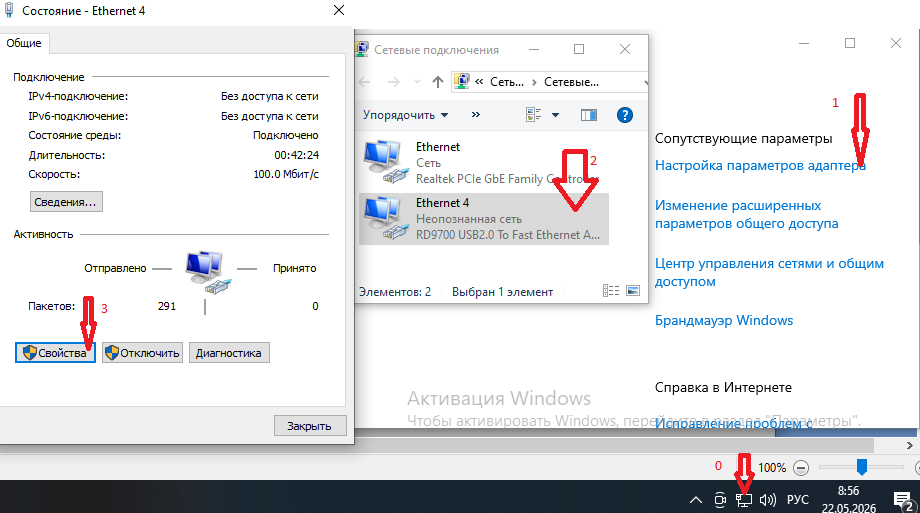 Состояние - Ethernet 4
Общие
Подключение
IPv4-подключение: Без доступа к сети
IPv6-подключение: Без доступа к сети
Состояние среды: Подключено
Длительность: 00:42:24
Скорость: 100.0 Мбит/с
Сведения...
Активность
Отправлено — — Принято
Пакетов: 291 0
3
Свойства Отключить Диагностика
Закрыть
Сетевые подключения
« Сеть... › Сетевые...
Упорядочить »
Ethernet
Сеть
Realtek PCIe GbE Family
2
Ethernet 4
Неопознанная сеть
RD9700 USB2.0 To Fast Ethernet A...
Элементов: 2 Выбран 1 элемент
1
Сопутствующие параметры
Настройка параметров адаптера
Изменение расширенных
параметров общего доступа
Центр управления сетями и общим
доступом
Брандмауэр Windows
Справка в Интернете
Исправление проблем с
Активация Windows
Чтобы активировать Windows, перейдите в раздел "Параметры".
0
100%
РУС
8:56
22.05.2026
2